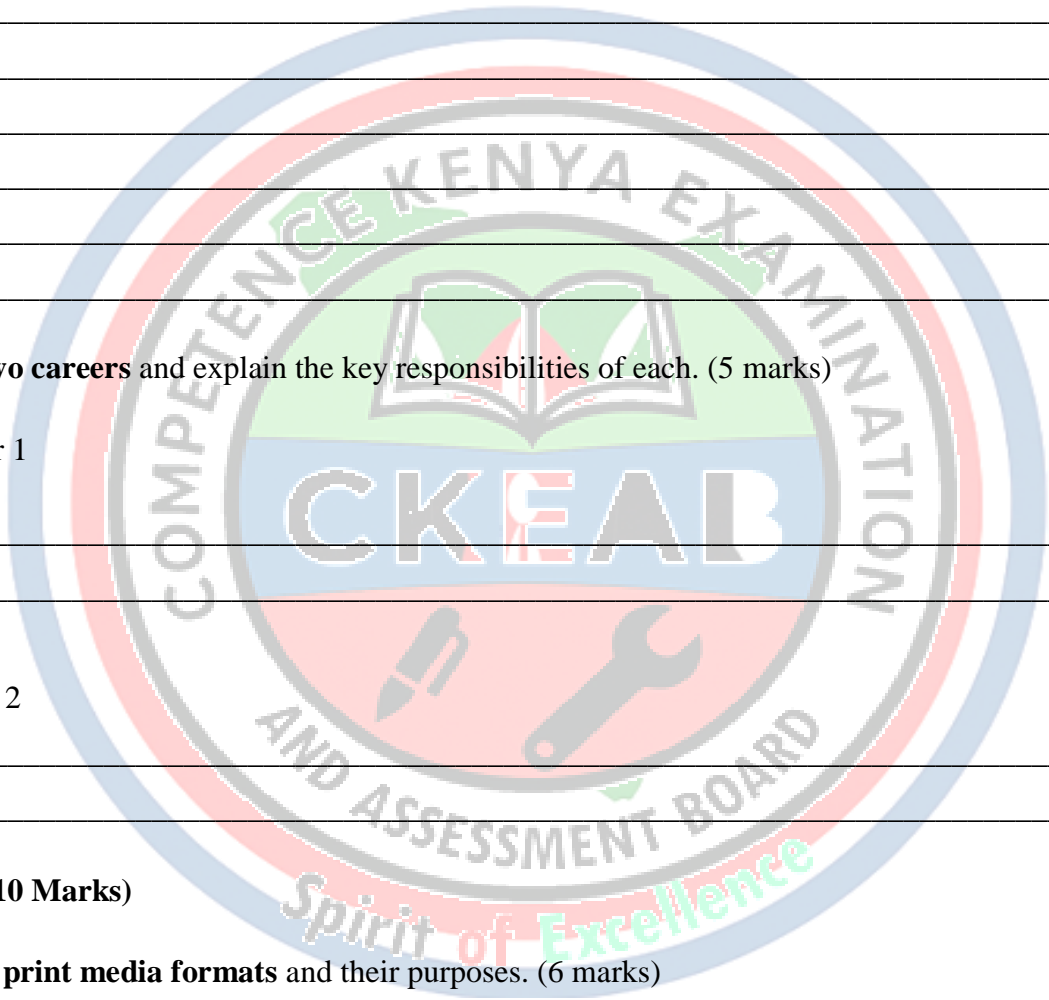 COMPETENCE KENYA EXAMINATION
wo careers and explain the key responsibilities of each. (5 marks)
r 1
CKEAB
2
AND ASSESSMENT BOARD
10 Marks)
Spirit of Excellence
print media formats and their purposes. (6 marks)